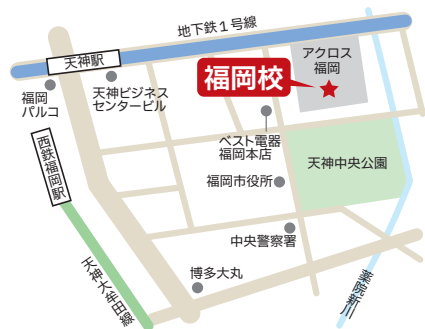 地下鉄1号線
天神駅
アクロス
福岡
福岡校
福岡
パルコ
天神ビジネス
センタービル
ベスト電器
福岡本店
西鉄福岡駅
天神中央公園
福岡市役所
中央警察署
天神大牟田線
博多大丸
薬院新川